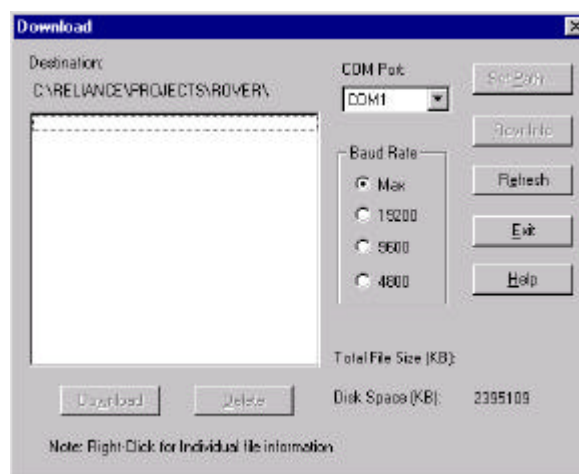 Download
Destination:
C:\RELIANCE\PROJECTS\ROVER\
COM Port:
COM1
Set Path
Rcvr Info
Baud Rate
Max
19200
9600
4800
Refresh
Exit
Help
Total File Size (KB):
Disk Space (KB): 2395109
Download
Delete
Note: Right-Click for Individual file information